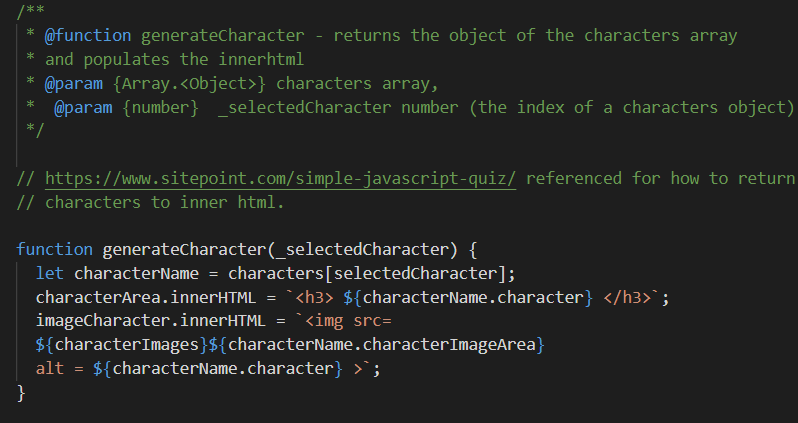 /**
* @function generateCharacter - returns the object of the characters array
* and populates the innerhtml
* @param {Array.<Object>} characters array,
*  @param {number}  _selectedCharacter number (the index of a characters object)
*/
// https://www.sitepoint.com/simple-javascript-quiz/ referenced for how to return
// characters to inner html.
function generateCharacter(_selectedCharacter) {
let characterName = characters[selectedCharacter];
characterArea.innerHTML = `<h3> ${characterName.character} </h3>`;
imageCharacter.innerHTML = `<img src=
${characterImages}${characterName.characterImageArea}
alt = ${characterName.character} >`;
}